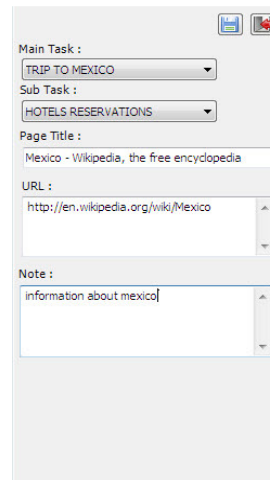 Main Task :
TRIP TO MEXICO
Sub Task :
HOTELS RESERVATIONS
Page Title :
Mexico - Wikipedia, the free encyclopedia
URL :
http://en.wikipedia.org/wiki/Mexico
Note :
information about mexico